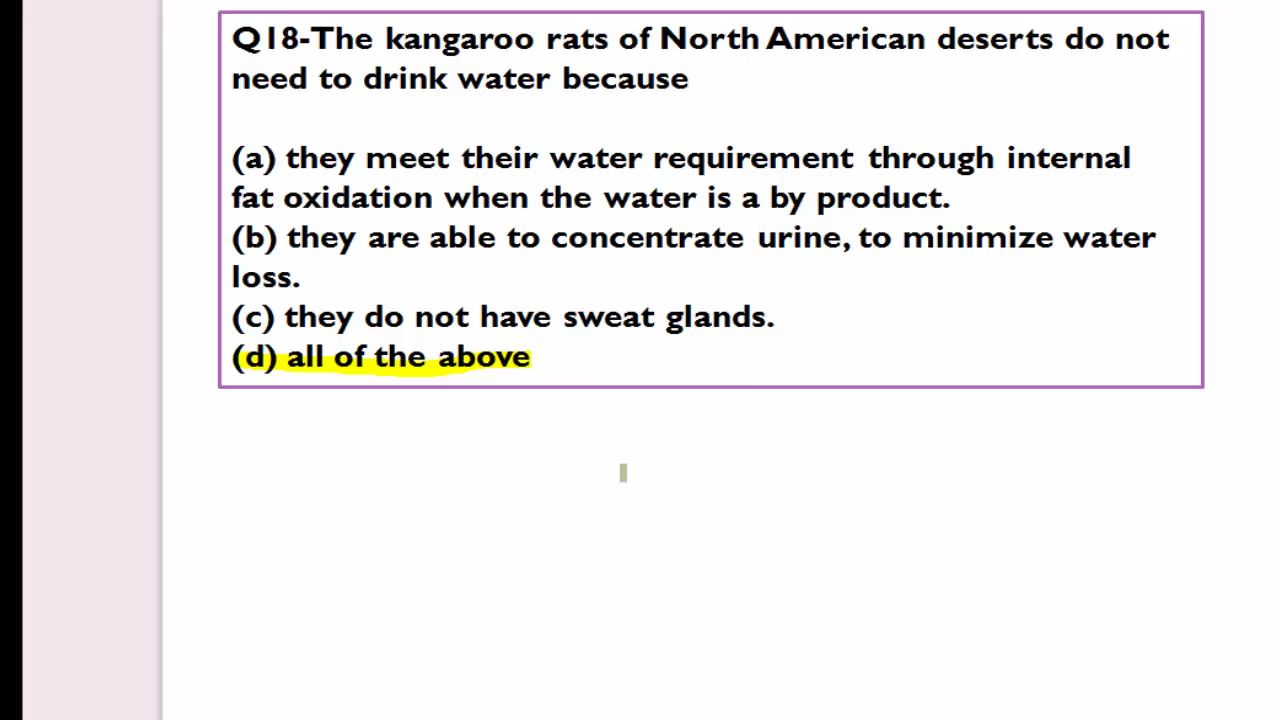 Q18-The kangaroo rats of North American deserts do not
need to drink water because
(a) they meet their water requirement through internal
fat oxidation when the water is a by product.
(b) they are able to concentrate urine, to minimize water
loss.
(c) they do not have sweat glands.
(d) all of the above